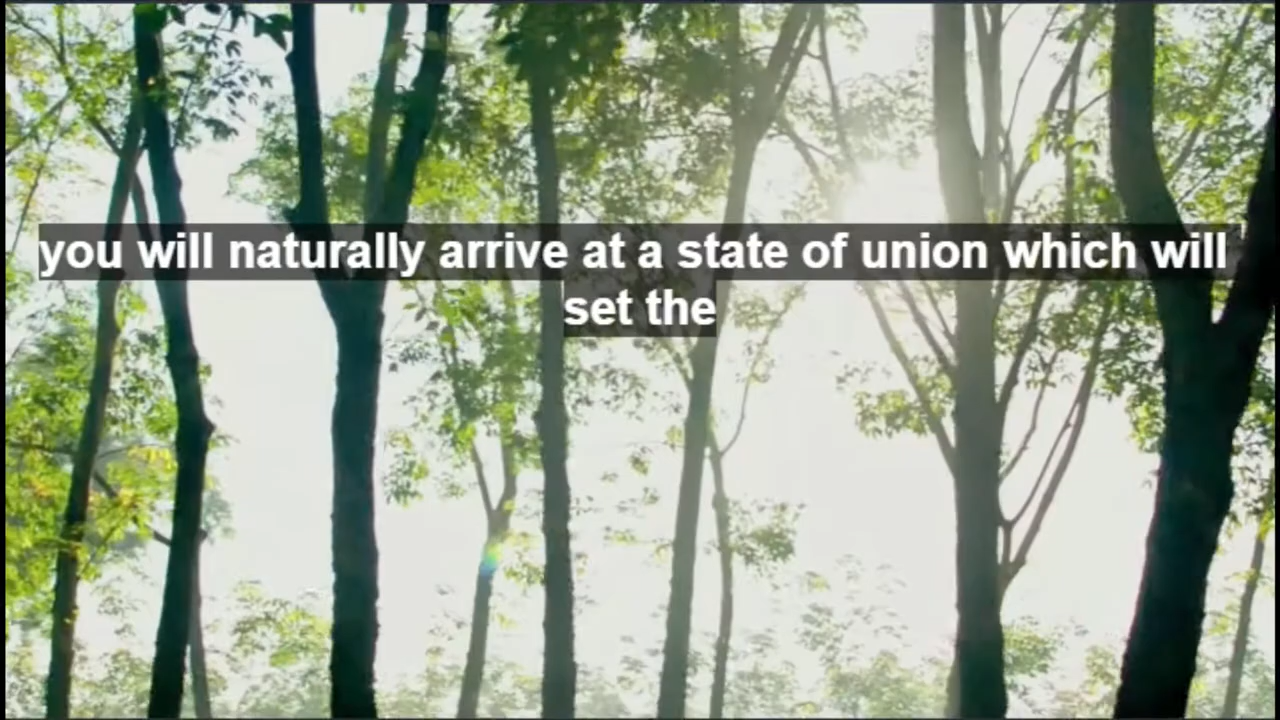 you will naturally arrive at a state of union which will
set the